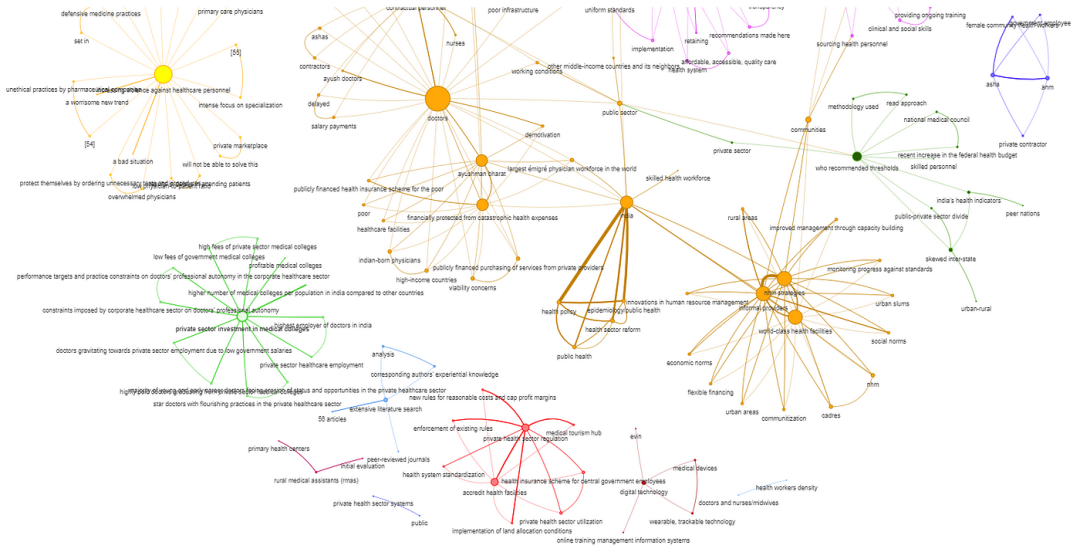 contractual personnel
poor infrastructure
uniform standards
transparency
providing ongoing training
government employee
defensive medicine practices
primary care physicians
female community health workers
set in
ashas
nurses
implementation
retaining
recommendations made here
clinical and social skills
sourcing health personnel
[55]
contractors
ayush doctors
working conditions
other middle-income countries and its neighbors
affordable, accessible, quality care
health system
asha
anm
unethical practices by pharmaceutical companies
violence against healthcare personnel
a worrisome new trend
intense focus on specialization
delayed
salary payments
doctors
public sector
methodology used
read approach
national medical council
communities
demotivation
[54]
private marketplace
private sector
private contractor
a bad situation
will not be able to solve this
ayushman bharat
largest émigré physician workforce in the world
recent increase in the federal health budget
skilled personnel
who recommended thresholds
skilled health workforce
protect themselves by ordering unnecessary
overwhelmed physicians
publicly financed health insurance scheme for the poor
india's health indicators
poor
financially protected from catastrophic health expenses
india
rural areas
public-private sector divide
peer nations
healthcare facilities
improved management through capacity building
high fees of private sector medical colleges
low fees of government medical colleges
indian-born physicians
skewed inter-state
profitable medical colleges
publicly financed purchasing of services from private providers
monitoring progress against standards
performance targets and practice constraints on doctors' professional autonomy in the corporate healthcare sector
high-income countries
viability concerns
higher number of medical colleges per population in india compared to other countries
nhm strategies
innovations in human resource management
informal providers
urban slums
urban-rural
constraints imposed by corporate healthcare sector on doctors' professional autonomy
health policy
epidemiology/public health
highest employer of doctors in india
private sector investment in medical colleges
health sector reform
world-class health facilities
social norms
doctors gravitating towards private sector employment due to low government salaries
analysis
public health
economic norms
private sector healthcare employment
corresponding authors' experiential knowledge
flexible financing
nhm
majority of young and early career doctors facing erosion of status and opportunities in the private healthcare sector
new rules for reasonable costs and cap profit margins
star doctors with flourishing practices in the private healthcare sector
extensive literature search
urban areas
cadres
communitization
50 articles
enforcement of existing rules
medical tourism hub
private health sector regulation
evin
primary health centers
peer-reviewed journals
initial evaluation
medical devices
rural medical assistants (rmas)
health system standardization
health insurance scheme for central government employees
accredit health facilities
digital technology
health workers density
private health sector systems
doctors and nurses/midwives
public
private health sector utilization
wearable, trackable technology
implementation of land allocation conditions
online training management information systems